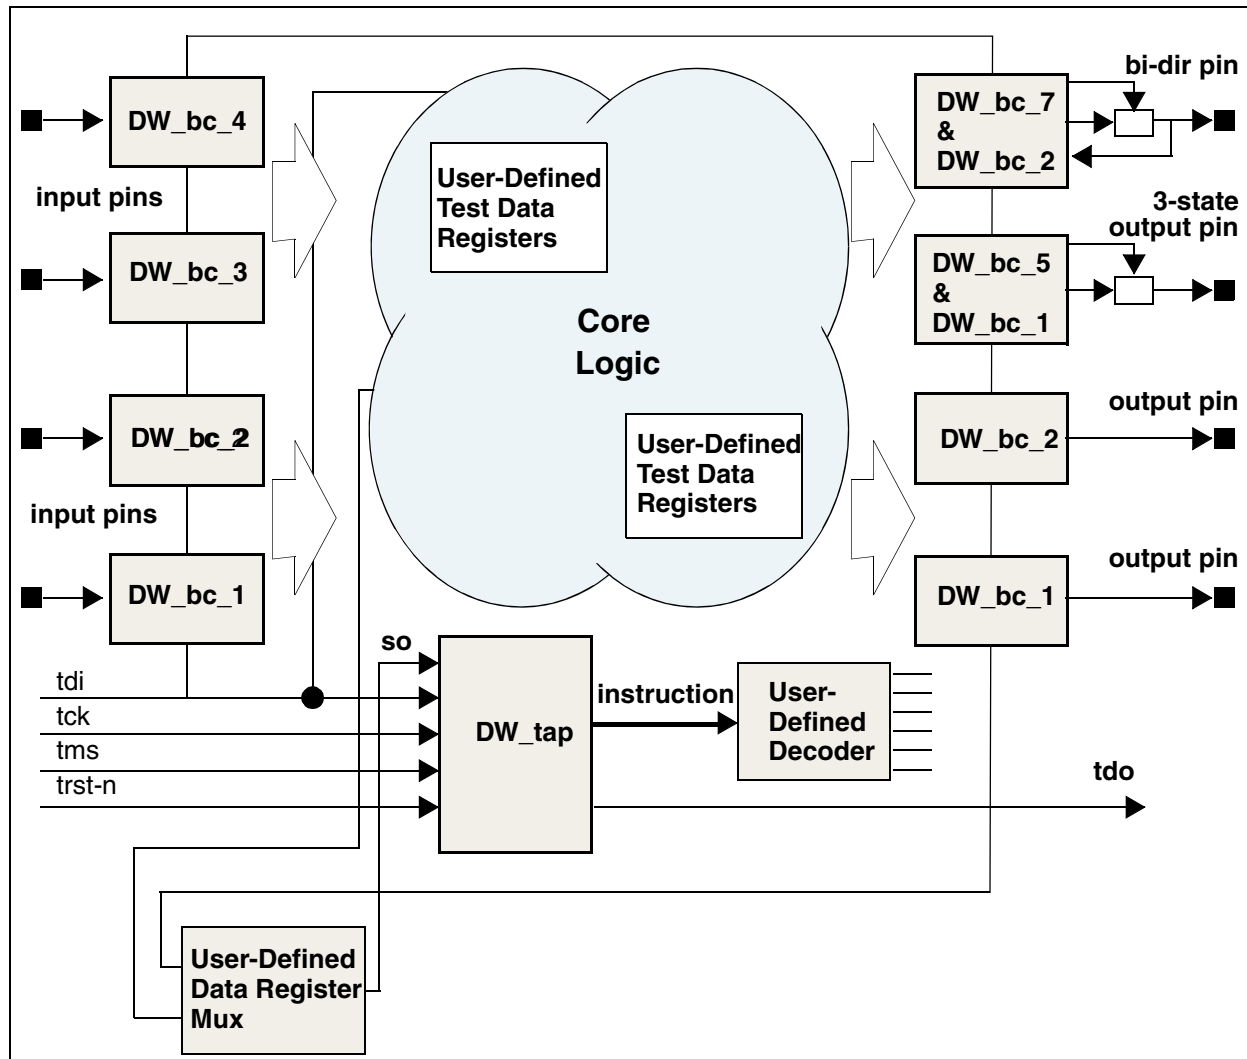 bi-dir pin
DW_bc_4
DW_bc_7
&
DW_bc_2
User-Defined
Test Data
Registers
input pins
3-state
output pin
DW_bc_3
DW_bc_5
&
DW_bc_1
Core
Logic
output pin
DW_bc_2
DW_bc_2
User-Defined
Test Data
Registers
input pins
output pin
DW_bc_1
DW_bc_1
so
tdi
tck
tms
trst-n
DW_tap
instruction
User-
Defined
Decoder
tdo
User-Defined
Data Register
Mux